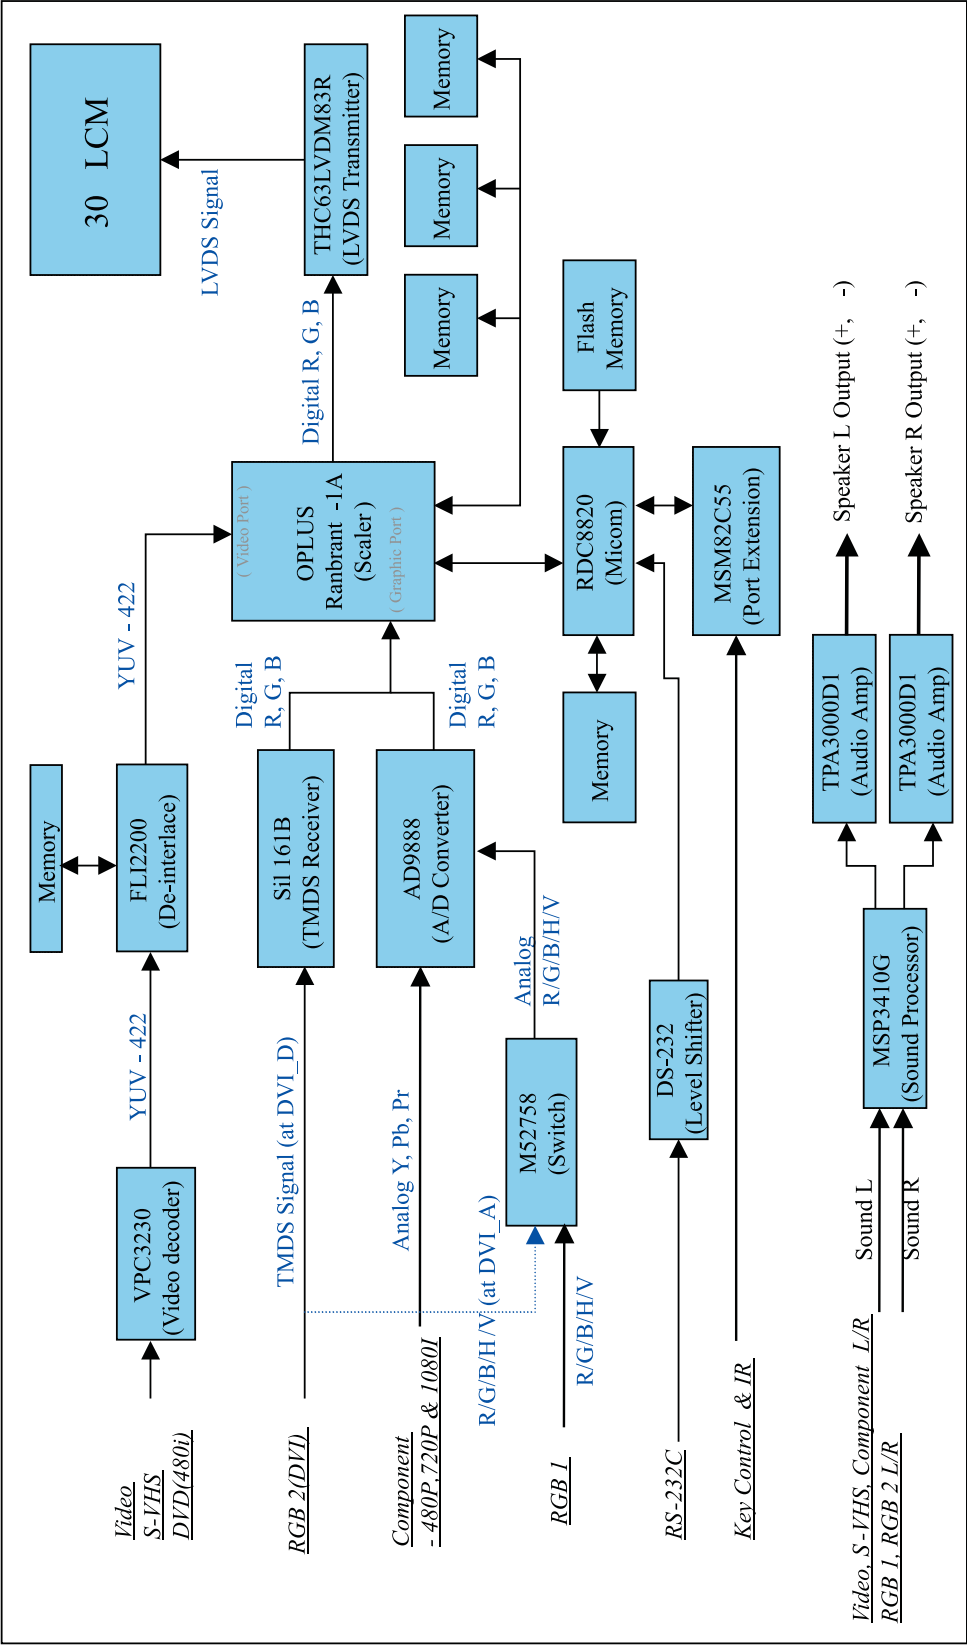 Video
S-VHS
DVD(480i)
VPC3230
(Video decoder)
YUV - 422
Memory
FLI2200
(De-interlace)
YUV - 422
RGB 2(DVI)
TMDS Signal (at DVI_D)
Sil 161B
(TMDS Receiver)
Digital
R, G, B
Component
- 480P,720P & 1080I
Analog Y, Pb, Pr
AD9888
(A/D Converter)
Digital
R, G, B
( Video Port )
OPLUS
Ranbrant -1A
(Scaler )
( Graphic Port )
Digital R, G, B
THC63LVDM83R
(LVDS Transmitter)
LVDS Signal
30 LCM
Memory
Memory
Memory
R/G/B/H/V (at DVI_A)
RGB 1
R/G/B/H/V
M52758
(Switch)
Analog
R/G/B/H/V
Memory
RDC8820
(Micom)
Flash
Memory
RS-232C
DS-232
(Level Shifter)
Key Control & IR
MSM82C55
(Port Extension)
Video, S-VHS, Component L/R
RGB 1, RGB 2 L/R
Sound L
Sound R
MSP3410G
(Sound Processor)
TPA3000D1
(Audio Amp)
TPA3000D1
(Audio Amp)
Speaker L Output (+, -)
Speaker R Output (+, -)